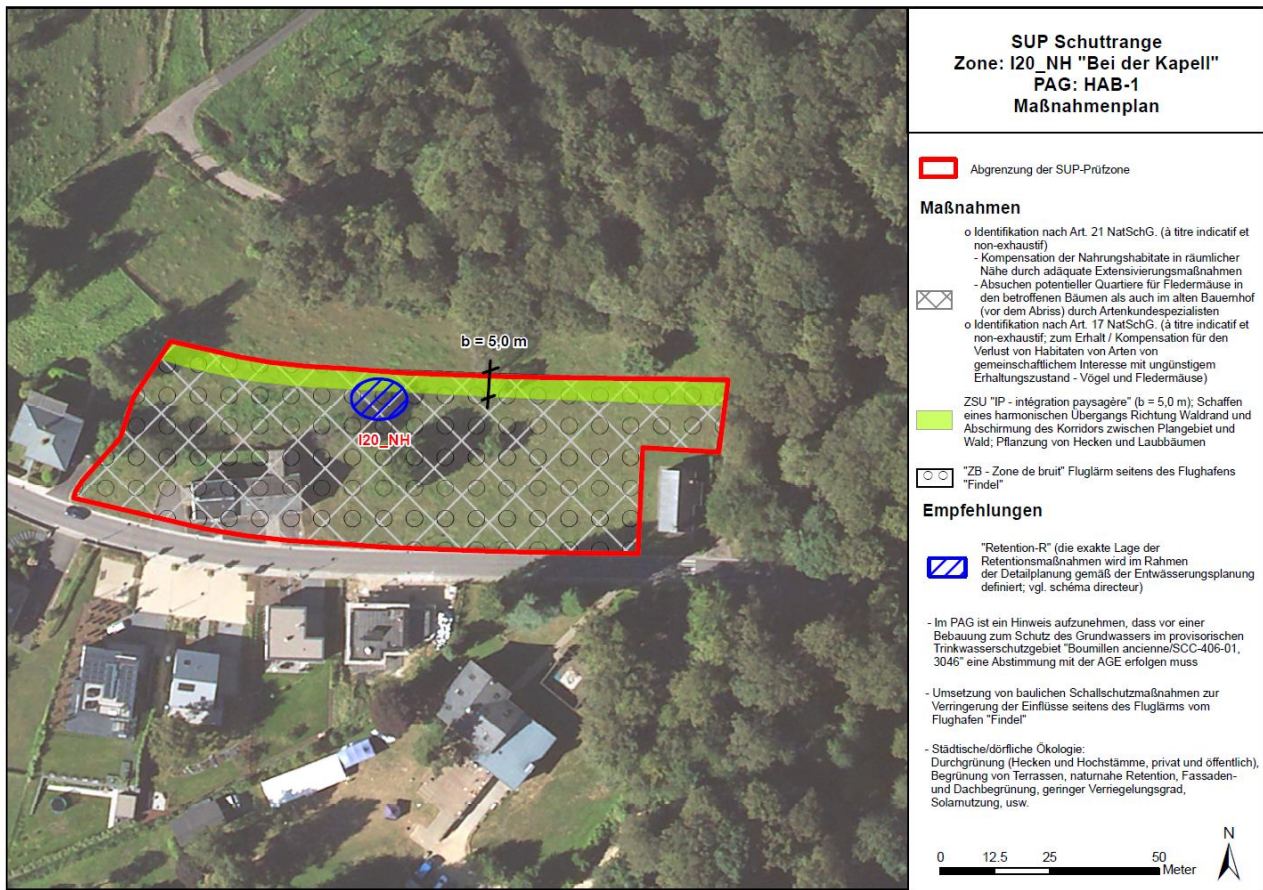 SUP Schuttrange
Zone: I20_NH "Bei der Kapell"
PAG: HAB-1
Maßnahmenplan
Abgrenzung der SUP-Prüfzone
Maßnahmen
o Identifikation nach Art. 21 NatSchG. (à titre indicatif et
non-exhaustif)
- Kompensation der Nahrungshabitate in räumlicher
Nähe durch adäquate Extensivierungsmaßnahmen
- Absuchen potentieller Quartiere für Fledermäuse in
den betroffenen Bäumen als auch im alten Bauernhof
(vor dem Abriss) durch Artenkundespezialisten
o Identifikation nach Art. 17 NatSchG. (à titre indicatif et
non-exhaustif; zum Erhalt / Kompensation für den
Verlust von Habitaten von Arten von
gemeinschaftlichem Interesse mit ungünstigem
Erhaltungszustand - Vögel und Fledermäuse)
ZSU "IP - intégration paysagère" (b = 5,0 m); Schaffen
eines harmonischen Übergangs Richtung Waldrand und
Abschirmung des Korridors zwischen Plangebiet und
Wald; Pflanzung von Hecken und Laubbäumen
"ZB - Zone de bruit" Fluglärm seitens des Flughafens
"Findel"
Empfehlungen
"Retention-R" (die exakte Lage der
Retentionsmaßnahmen wird im Rahmen
der Detailplanung gemäß der Entwässerungsplanung
definiert; vgl. schéma directeur)
- Im PAG ist ein Hinweis aufzunehmen, dass vor einer
Bebauung zum Schutz des Grundwassers im provisorischen
Trinkwasserschutzgebiet "Boumillen ancienne/SCC-406-01,
3046" eine Abstimmung mit der AGE erfolgen muss
- Umsetzung von baulichen Schallschutzmaßnahmen zur
Verringerung der Einflüsse seitens des Fluglärms vom
Flughafen "Findel"
- Städtische/dörfliche Ökologie:
Durchgrünung (Hecken und Hochstämme, privat und öffentlich),
Begrünung von Terrassen, naturnahe Retention, Fassaden-
und Dachbegrünung, geringer Verriegelungsgrad,
Solarnutzung, usw.
N
0 12.5 25 50
Meter
b = 5,0 m
I20_NH